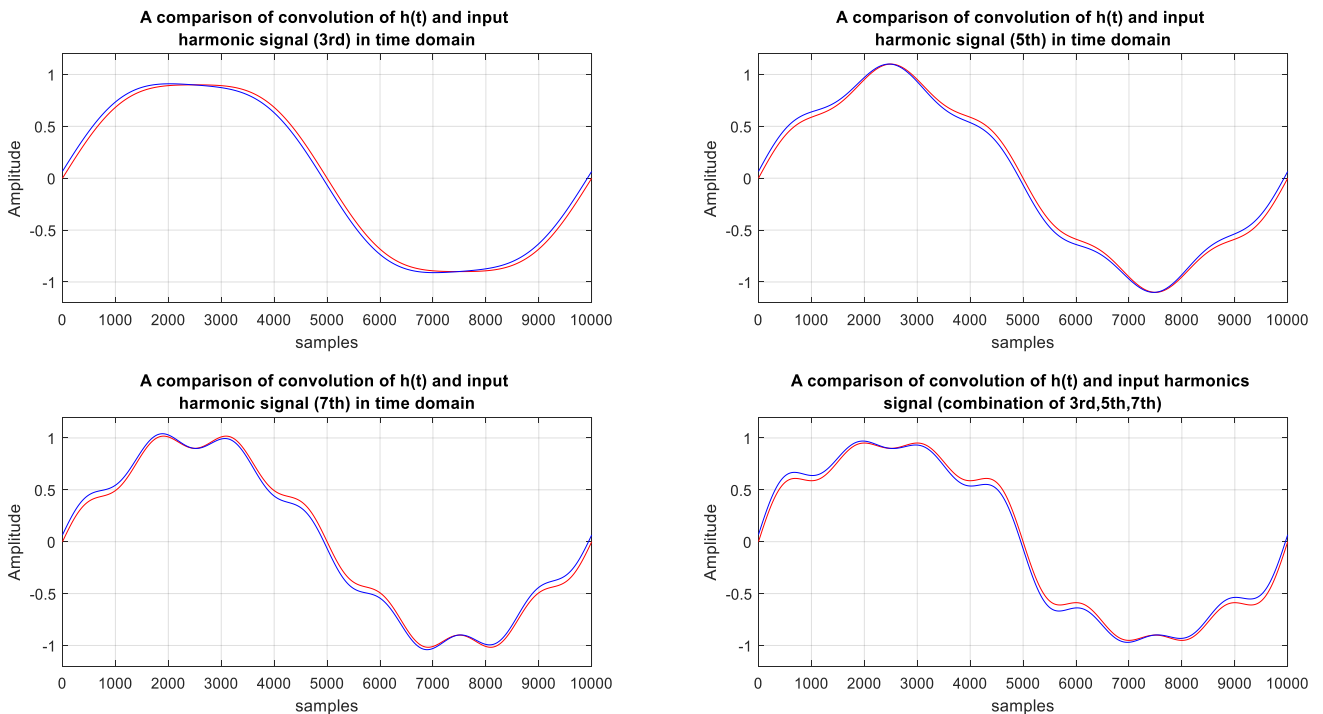 A comparison of convolution of h(t) and input
harmonic signal (3rd) in time domain
1
0.5
0
-0.5
-1
Amplitude
0 1000 2000 3000 4000 5000 6000 7000 8000 9000 10000
samples
A comparison of convolution of h(t) and input
harmonic signal (5th) in time domain
1
0.5
0
-0.5
-1
Amplitude
0 1000 2000 3000 4000 5000 6000 7000 8000 9000 10000
samples
A comparison of convolution of h(t) and input
harmonic signal (7th) in time domain
1
0.5
0
-0.5
-1
Amplitude
0 1000 2000 3000 4000 5000 6000 7000 8000 9000 10000
samples
A comparison of convolution of h(t) and input harmonics
signal (combination of 3rd,5th,7th)
1
0.5
0
-0.5
-1
Amplitude
0 1000 2000 3000 4000 5000 6000 7000 8000 9000 10000
samples